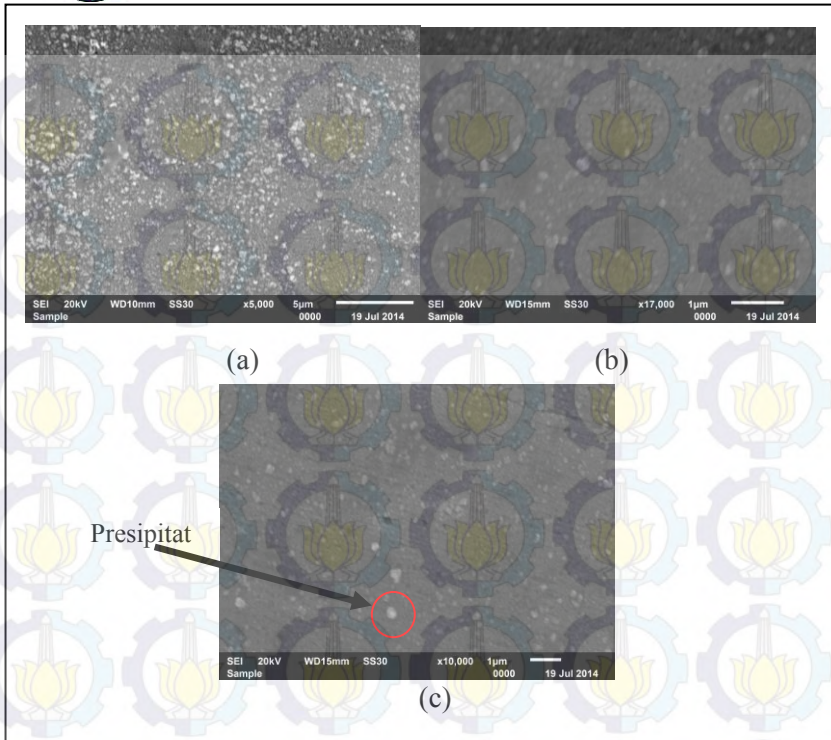 SEI 20kV WD10mm SS30 x5,000 5µm
Sample 0000 19 Jul 2014
SEI 20kV WD15mm SS30 x17,000 1µm
Sample 0000 19 Jul 2014
(a)
(b)
Presipitat
SEI 20kV WD15mm SS30 x10,000 1µm
Sample 0000 19 Jul 2014
(c)